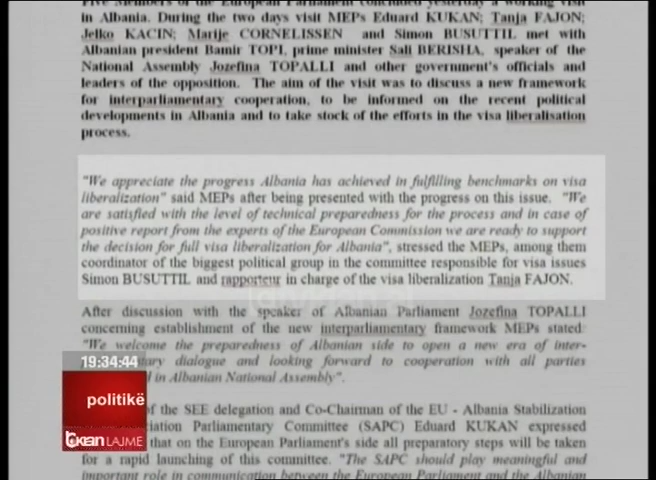 Five Members of the European Parliament concluded yesterday a working visit
in Albania. During the two days visit MEPs Eduard KUKAN; Tanja FAJON;
Jelko KACIN; Marije CORNELISSEN and Simon BUSUTTIL met with
Albanian president Bamir TOPI, prime minister Sali BERISHA, speaker of the
National Assembly Jozefina TOPALLI and other government's officials and
leaders of the opposition. The aim of the visit was to discuss a new framework
for interparliamentary cooperation, to be informed on the recent political
developments in Albania and to take stock of the efforts in the visa liberalisation
process.
"We appreciate the progress Albania has achieved in fulfilling benchmarks on visa
liberalization" said MEPs after being presented with the progress on this issue. "We
are satisfied with the level of technical preparedness for the process and in case of
positive report from the experts of the European Commission we are ready to support
the decision for full visa liberalization for Albania", stressed the MEPs, among them
coordinator of the biggest political group in the committee responsible for visa issues
Simon BUSUTTIL and rapporteur in charge of the visa liberalization Tanja FAJON.
After discussion with the speaker of Albanian Parliament Jozefina TOPALLI
concerning establishment of the new interparliamentary framework MEPs stated:
"We welcome the preparedness of Albanian side to open a new era of inter-
tary dialogue and looking forward to cooperation with all parties
d in Albanian National Assembly".
of the SEE delegation and Co-Chairman of the EU - Albania Stabilization
ciation Parliamentary Committee (SAPC) Eduard KUKAN expressed
that on the European Parliament's side all preparatory steps will be taken
for a rapid launching of this committee. "The SAPC should play meaningful and
important role in communication between the European Parliament and the Albanian
19:34:44
politikë
LAJME